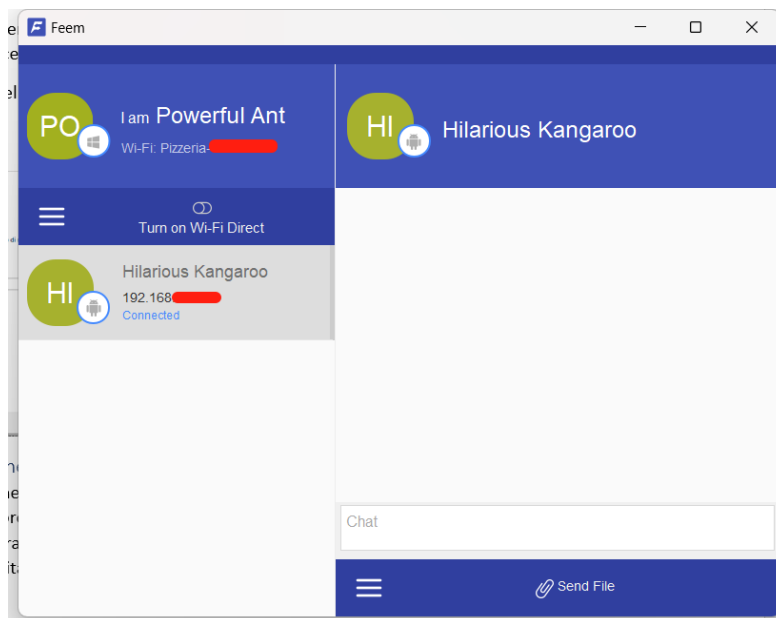 Feem
PO
I am Powerful Ant
Wi-Fi: Pizzeria-
Turn on Wi-Fi Direct
HI
Hilarious Kangaroo
192.168
Connected
HI
Hilarious Kangaroo
Chat
Send File